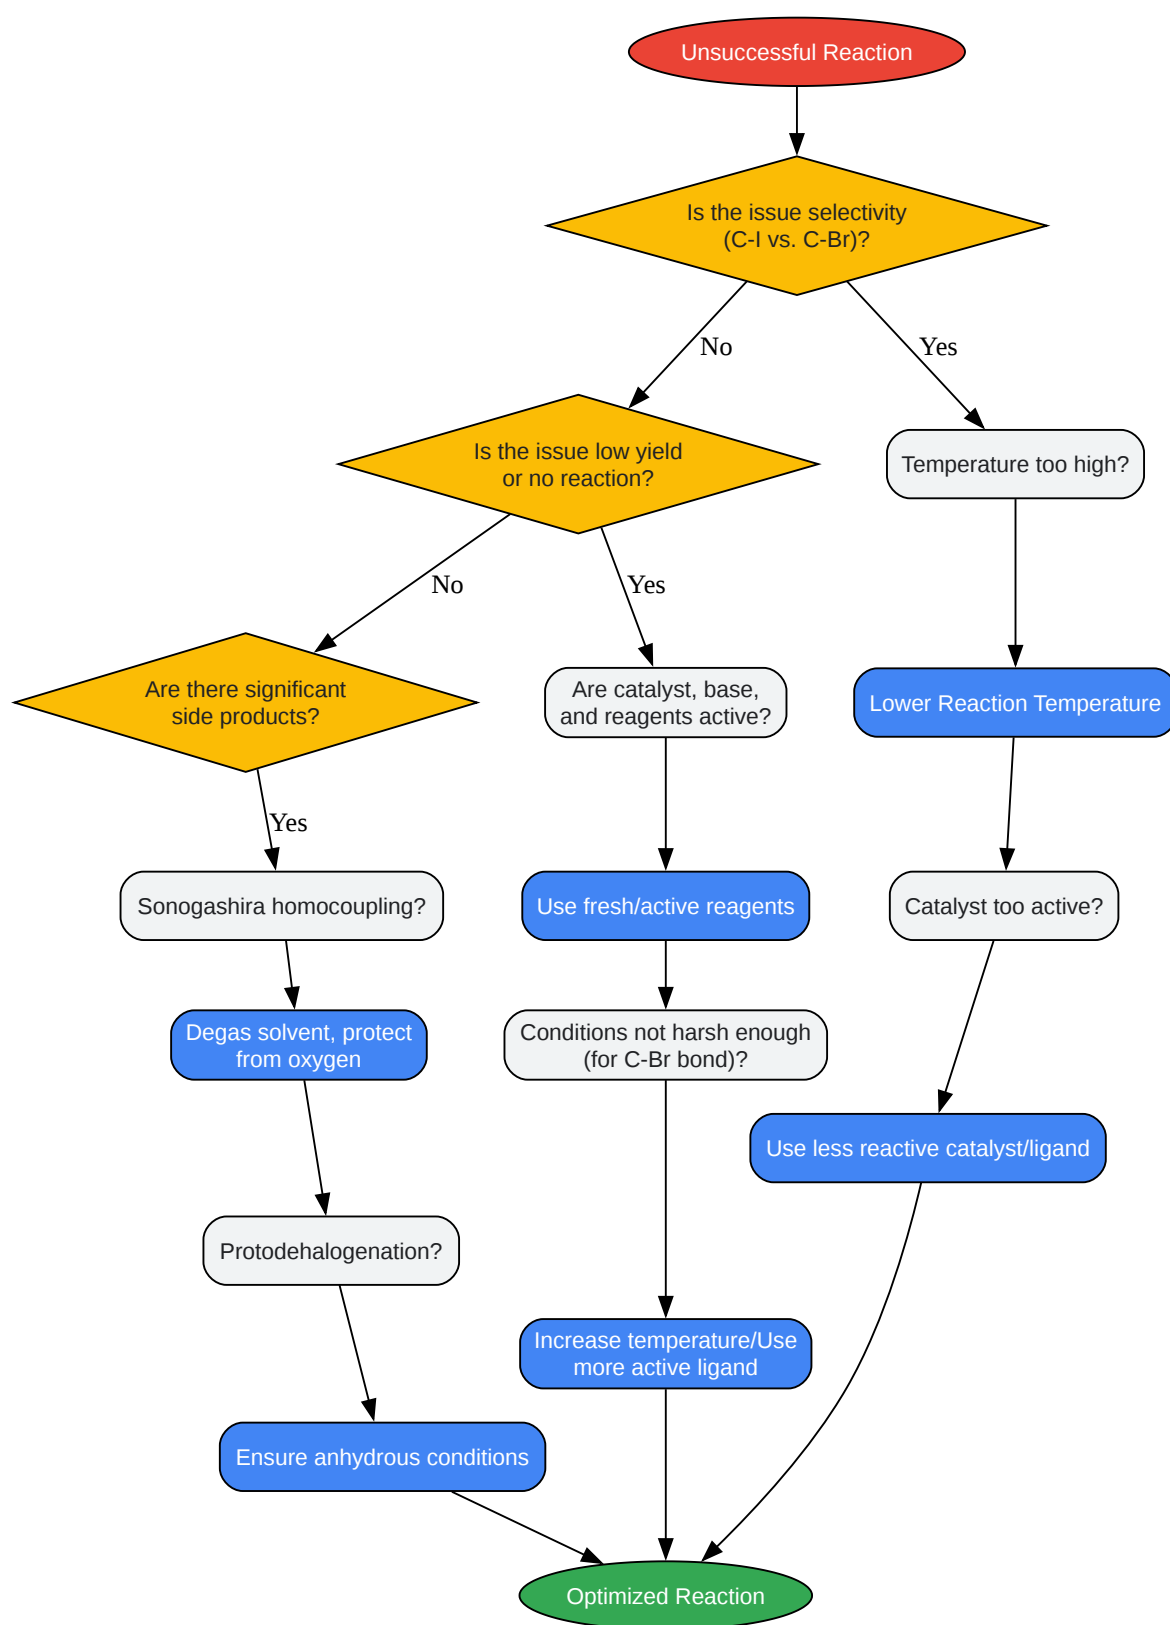 Unsuccessful Reaction
Is the issue selectivity
(C-I vs. C-Br)?
No
Yes
Is the issue low yield
or no reaction?
Temperature too high?
No
Yes
Are there significant
side products?
Are catalyst, base,
and reagents active?
Lower Reaction Temperature
Yes
Sonogashira homocoupling?
Use fresh/active reagents
Catalyst too active?
Degas solvent, protect
from oxygen
Conditions not harsh enough
(for C-Br bond)?
Use less reactive catalyst/ligand
Protodehalogenation?
Increase temperature/Use
more active ligand
Ensure anhydrous conditions
Optimized Reaction